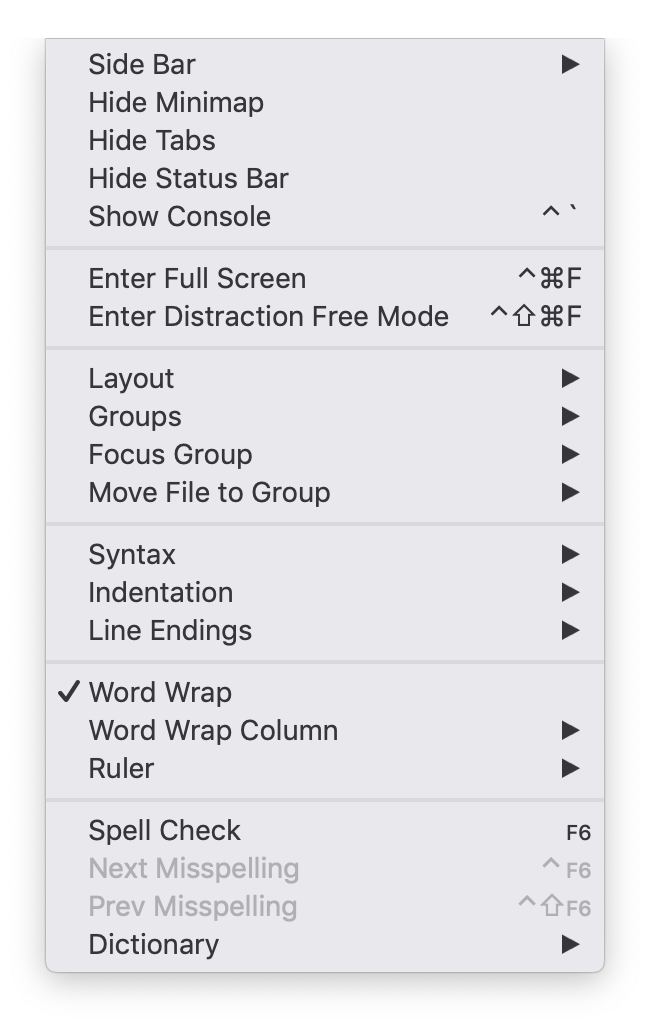 Side Bar ▶
Hide Minimap
Hide Tabs
Hide Status Bar
Show Console ^ `
Enter Full Screen ^⌘F
Enter Distraction Free Mode ^⇧⌘F
Layout ▶
Groups ▶
Focus Group ▶
Move File to Group ▶
Syntax ▶
Indentation ▶
Line Endings ▶
✓ Word Wrap
Word Wrap Column ▶
Ruler ▶
Spell Check F6
Next Misspelling ^ F6
Prev Misspelling ^⇧F6
Dictionary ▶